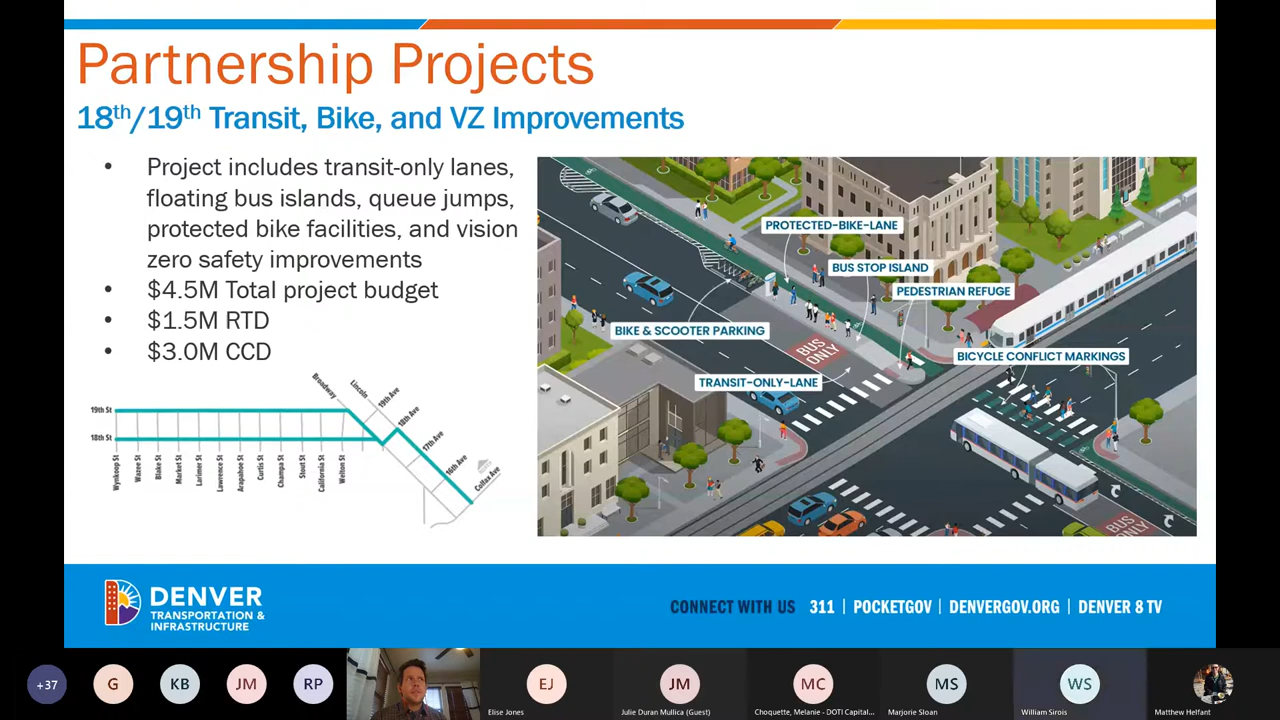 Partnership Projects
18th/19th Transit, Bike, and VZ Improvements
• Project includes transit-only lanes,
floating bus islands, queue jumps,
protected bike facilities, and vision
zero safety improvements
• $4.5M Total project budget
• $1.5M RTD
• $3.0M CCD
Broadway
Lincoln
19th Ave
18th Ave
17th Ave
16th Ave
Colfax Ave
19th St
18th St
Wynkoop St
Wazee St
Blake St
Market St
Larimer St
Lawrence St
Arapahoe St
Curtis St
Champa St
Stout St
California St
Welton St
PROTECTED-BIKE-LANE
BUS STOP ISLAND
PEDESTRIAN REFUGE
BIKE & SCOOTER PARKING
BUS
ONLY
BICYCLE CONFLICT MARKINGS
TRANSIT-ONLY-LANE
BUS
ONLY
DENVER
TRANSPORTATION &
INFRASTRUCTURE
CONNECT WITH US 311 | POCKETGOV | DENVERGOV.ORG | DENVER 8 TV
+37
G
KB
JM
RP
EJ
JM
MC
MS
WS
Elise Jones
Julie Duran Mullica (Guest)
Choquette, Melanie - DOTI Capital...
Marjorie Sloan
William Sirois
Matthew Helfant